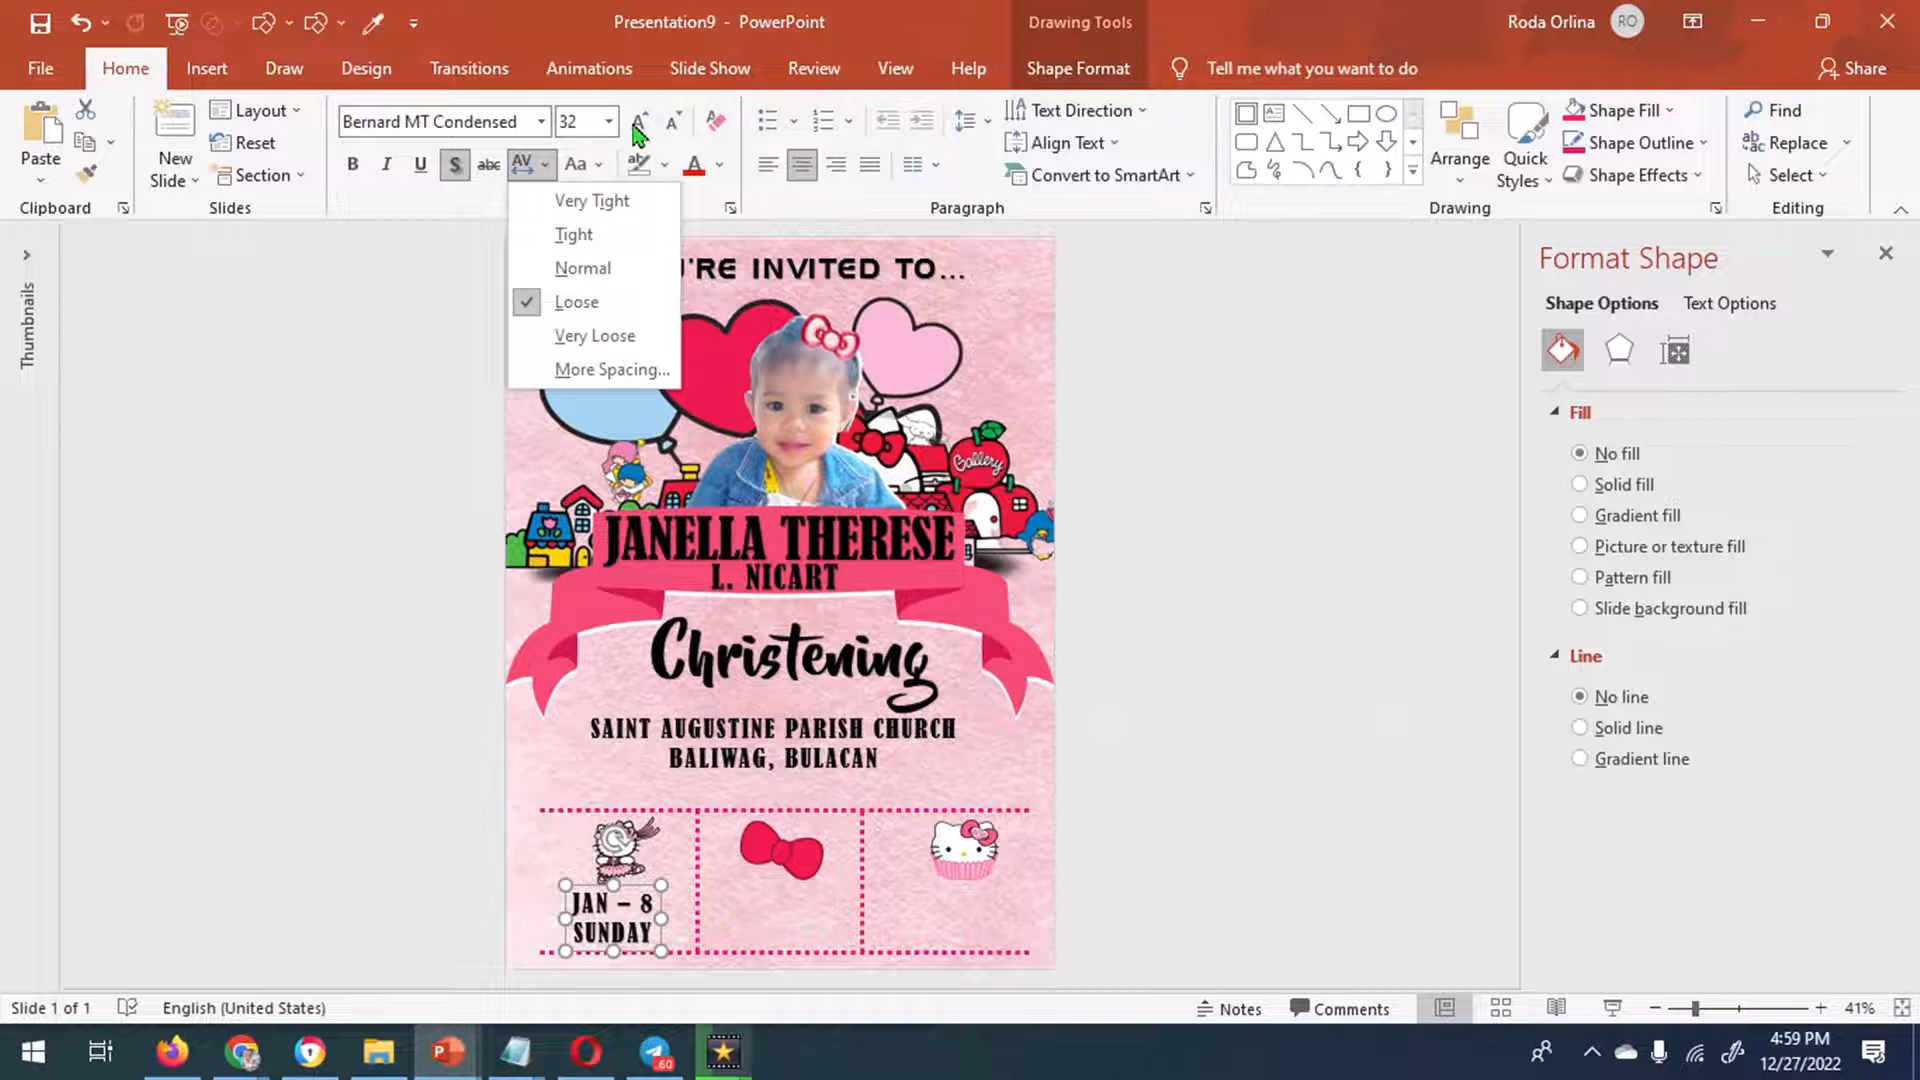 Presentation9 - PowerPoint
Drawing Tools
Roda Orlina
RO
File
Home
Insert
Draw
Design
Transitions
Animations
Slide Show
Review
View
Help
Shape Format
Tell me what you want to do
Share
Paste
Clipboard
New
Slide
Layout
Reset
Section
Slides
Bernard MT Condensed
32
B
I
U
S
abc
AV
Aa
A
Paragraph
Text Direction
Align Text
Convert to SmartArt
Arrange
Quick
Styles
Shape Fill
Shape Outline
Shape Effects
Drawing
Find
Replace
Select
Editing
Very Tight
Tight
Normal
Loose
Very Loose
More Spacing...
Thumbnails
'RE INVITED TO...
Gallery
JANELLA THERESE
L. NICART
Christening
SAINT AUGUSTINE PARISH CHURCH
BALIWAG, BULACAN
JAN – 8
SUNDAY
Format Shape
Shape Options
Text Options
Fill
No fill
Solid fill
Gradient fill
Picture or texture fill
Pattern fill
Slide background fill
Line
No line
Solid line
Gradient line
Slide 1 of 1
English (United States)
Notes
Comments
41%
60
4:59 PM
12/27/2022